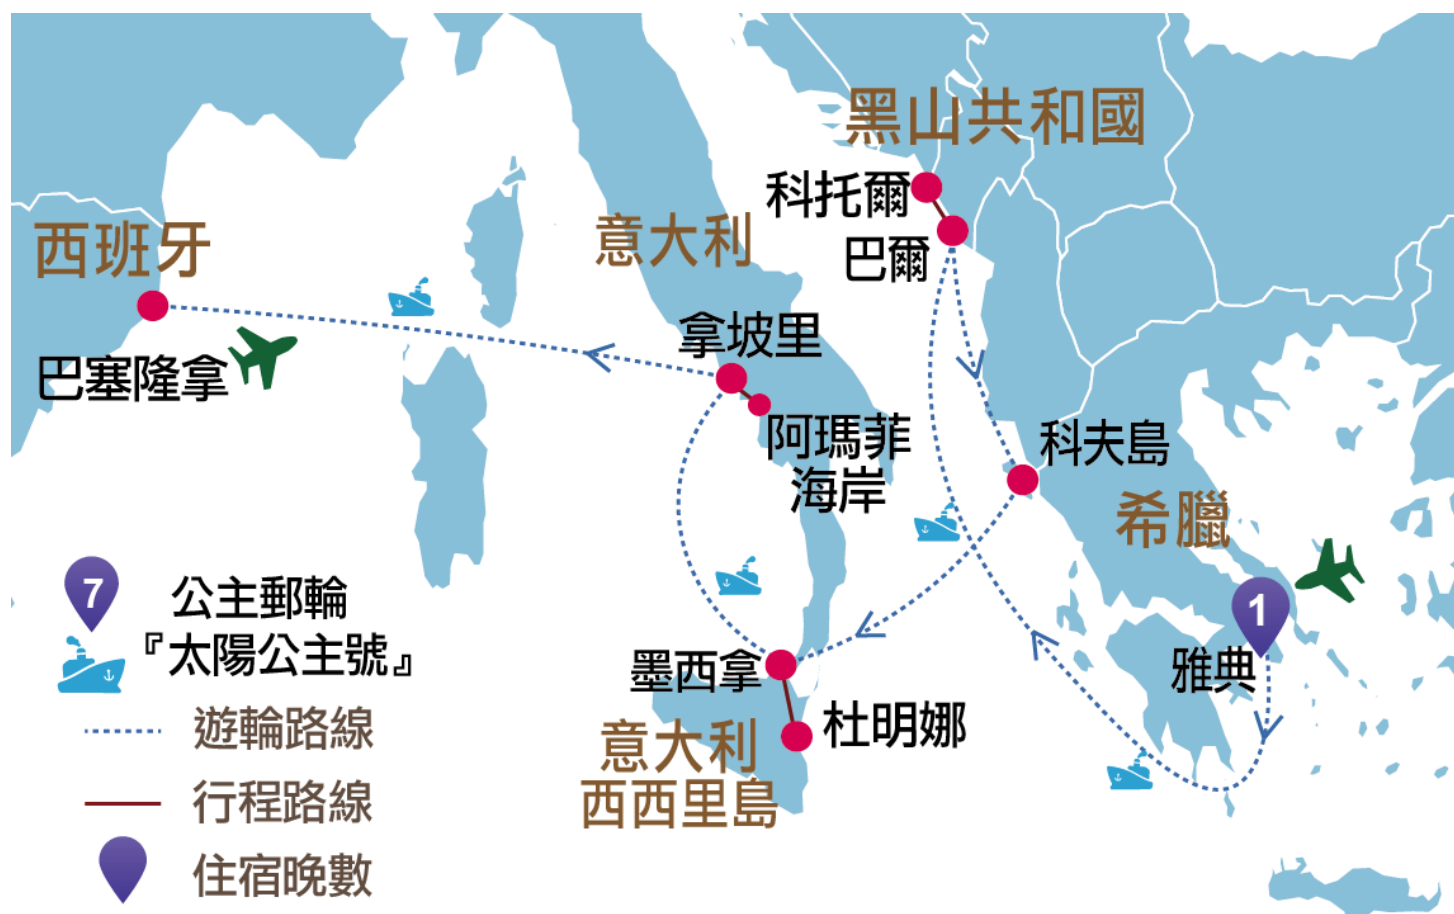 黑山共和國
科托爾
巴爾
西班牙
意大利
拿坡里
巴塞隆拿
阿瑪菲
海岸
科夫島
希臘
7
公主郵輪
『太陽公主號』
1
雅典
墨西拿
杜明娜
意大利
西西里島
遊輪路線
行程路線
住宿晚數